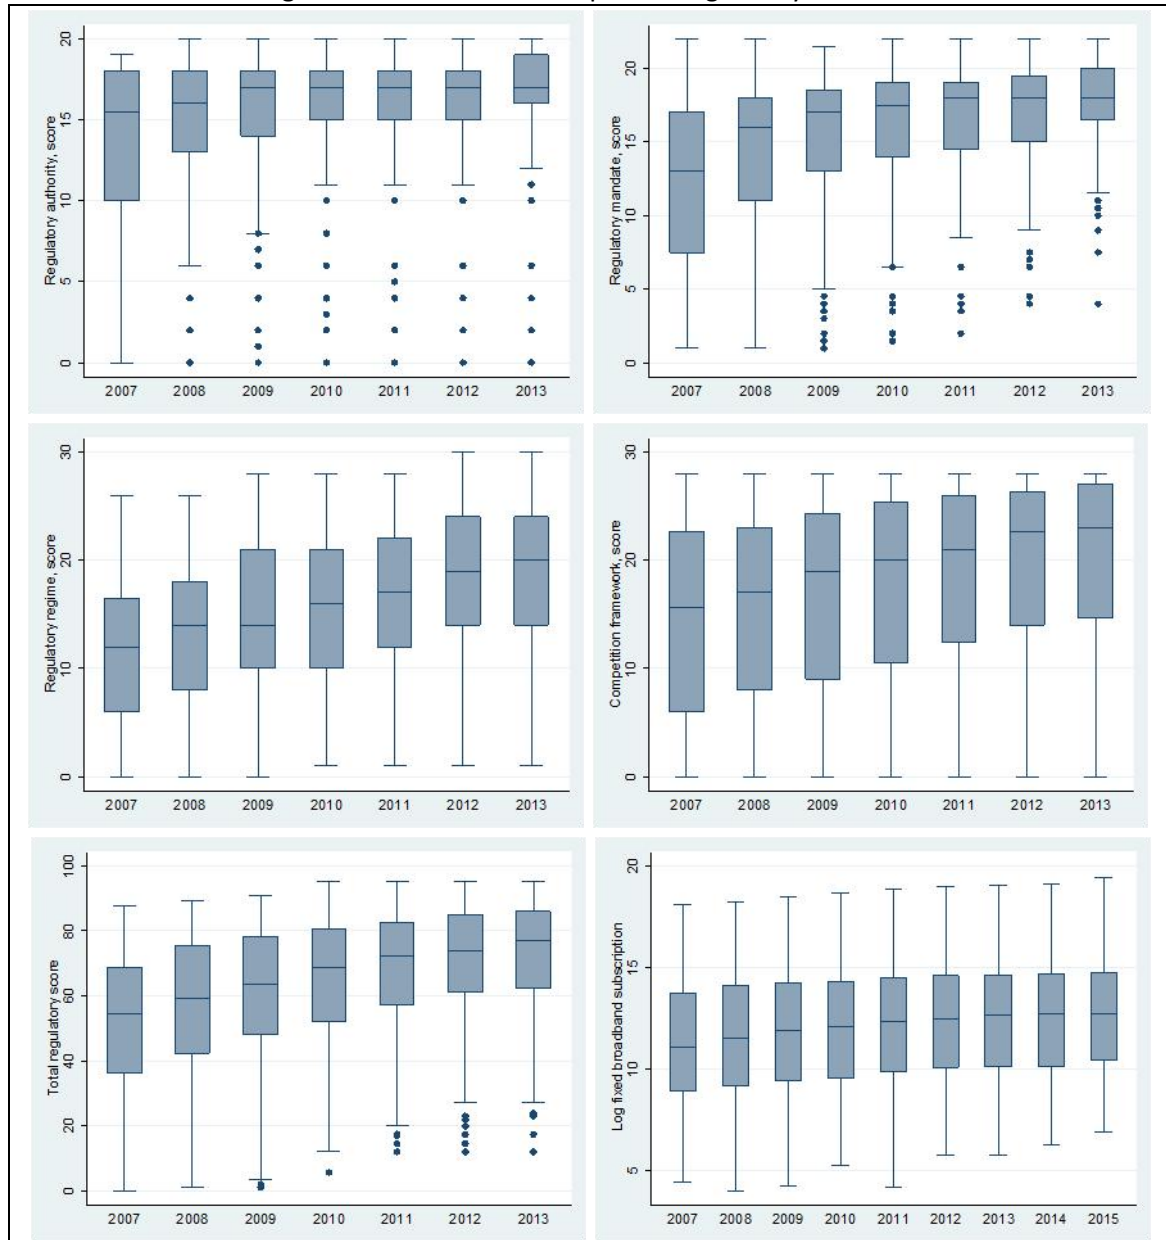 Regulatory authority, score
20
15
10
5
0
2007 2008 2009 2010 2011 2012 2013
Regulatory mandate, score
20
15
10
5
0
2007 2008 2009 2010 2011 2012 2013
Regulatory regime, score
30
20
10
0
2007 2008 2009 2010 2011 2012 2013
Competition framework, score
30
20
10
0
2007 2008 2009 2010 2011 2012 2013
Total regulatory score
100
80
60
40
20
0
2007 2008 2009 2010 2011 2012 2013
Log fixed broadband subscription
20
15
10
5
2007 2008 2009 2010 2011 2012 2013 2014 2015